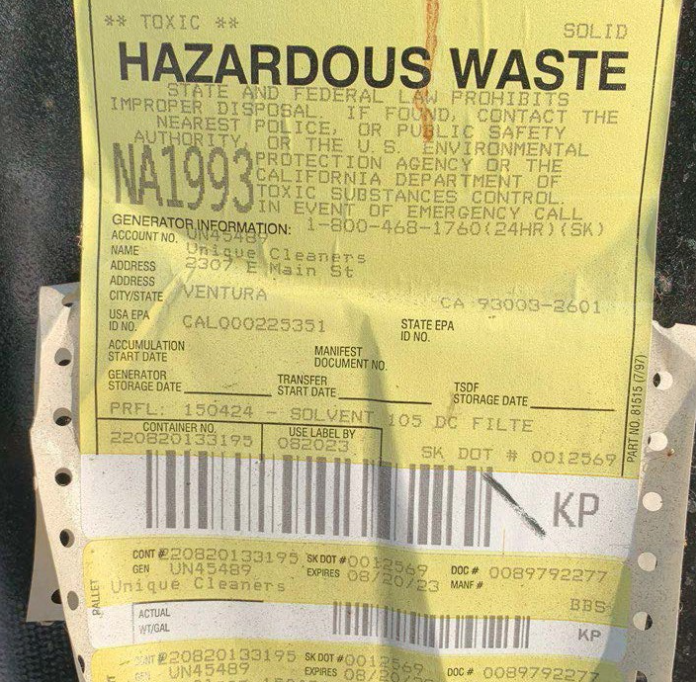 ** TOXIC **
SOLID
HAZARDOUS WASTE
STATE AND FEDERAL LAW PROHIBITS
IMPROPER DISPOSAL. IF FOUND, CONTACT THE
NEAREST POLICE, OR PUBLIC SAFETY
AUTHORITY, OR THE U.S. ENVIRONMENTAL
PROTECTION AGENCY OR THE
CALIFORNIA DEPARTMENT OF
TOXIC SUBSTANCES CONTROL.
NA1993
IN EVENT OF EMERGENCY CALL
GENERATOR INFORMATION: 1-800-468-1760(24HR)(SK)
ACCOUNT NO. UN45489
NAME Unique Cleaners
ADDRESS 2307 E Main St
ADDRESS
CITY/STATE VENTURA CA 93003-2601
USA EPA ID NO. CAL000225351 STATE EPA ID NO.
ACCUMULATION START DATE MANIFEST DOCUMENT NO.
GENERATOR STORAGE DATE TRANSFER START DATE TSDF STORAGE DATE
PART NO. 81515 (7/97)
PRFL: 150424 - SOLVENT 105 DC FILTE
CONTAINER NO. USE LABEL BY
220820133195 082023 SK DOT # 0012569
KP
CONT # 220820133195 SK DOT # 0012569
GEN UN45489 EXPIRES 08/20/23 DOC # 0089792277
Unique Cleaners MANF #
PALLET
BBS
ACTUAL WT/GAL
KP
CONT # 220820133195 SK DOT # 0012569
GEN UN45489 EXPIRES DOC # 0089792277